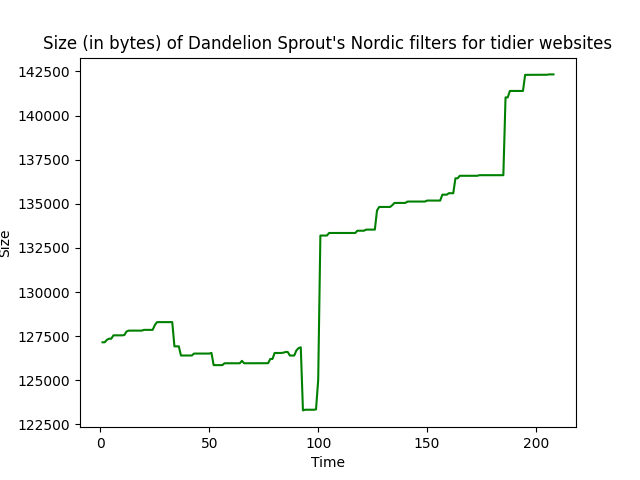 Size (in bytes) of Dandelion Sprout's Nordic filters for tidier websites
142500
140000
137500
135000
132500
130000
127500
125000
122500
Size
0 50 100 150 200
Time